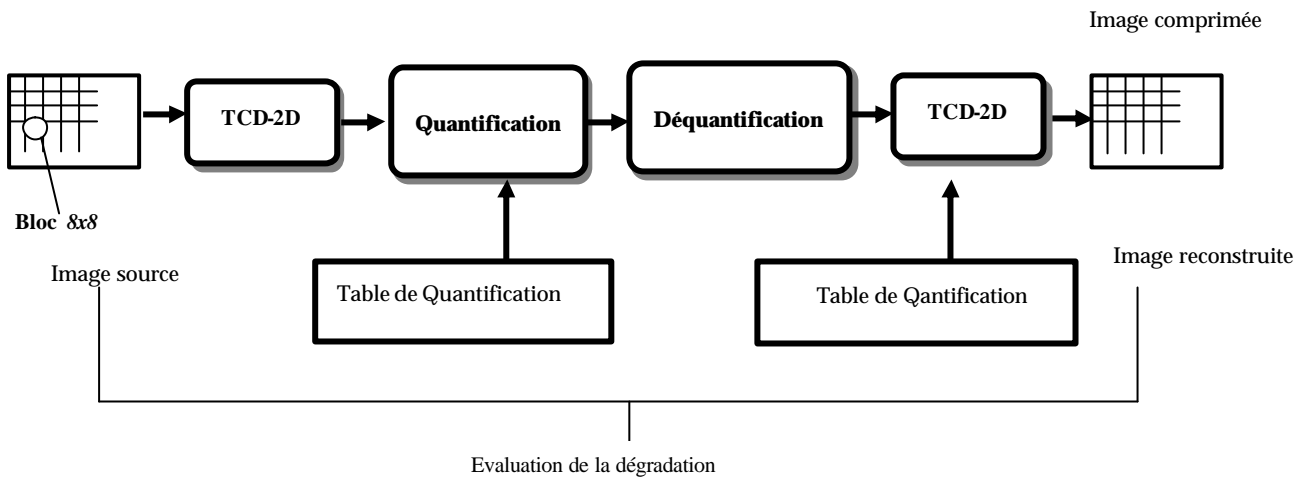 Image comprimée
TCD-2D
Quantification
Déquantification
TCD-2D
Bloc 8x8
Image source
Image reconstruite
Table de Quantification
Table de Qantification
Evaluation de la dégradation